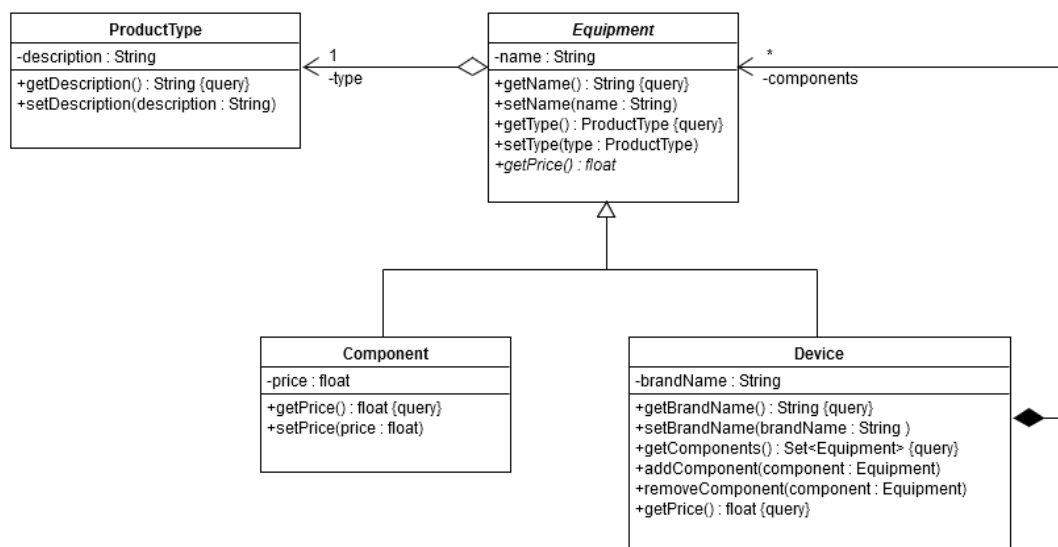 ProductType
-description : String
+getDescription() : String {query}
+setDescription(description : String)
1
-type
Equipment
-name : String
+getName() : String {query}
+setName(name : String)
+getType() : ProductType {query}
+setType(type : ProductType)
+getPrice() : float
*
-components
Component
-price : float
+getPrice() : float {query}
+setPrice(price : float)
Device
-brandName : String
+getBrandName() : String {query}
+setBrandName(brandName : String )
+getComponents() : Set<Equipment> {query}
+addComponent(component : Equipment)
+removeComponent(component : Equipment)
+getPrice() : float {query}